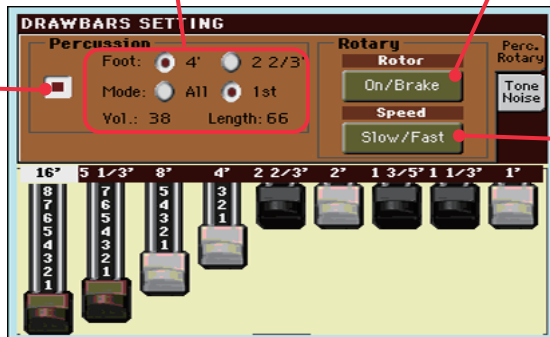 DRAWBARS SETTING
Percussion
Foot: 4' 2 2/3'
Mode: All 1st
Vol.: 38 Length: 66
Rotary
Rotor
On/Brake
Speed
Slow/Fast
Perc.
Rotary
Tone
Noise
16' 5 1/3' 8' 4' 2 2/3' 2' 1 3/5' 1 1/3' 1'
8 7 6 5 4 3 2 1
7 6 5 4 3 2 1
5 4 3 2 1
3 2 1